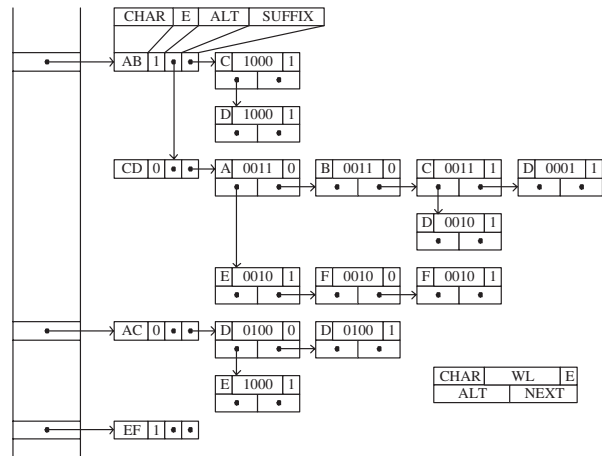 CHAR E ALT SUFFIX
AB 1 C 1000 1
D 1000 1
CD 0 A 0011 0 B 0011 0 C 0011 1 D 0001 1
D 0010 1
E 0010 1 F 0010 0 F 0010 1
AC 0 D 0100 0 D 0100 1
E 1000 1
CHAR WL E
ALT NEXT
EF 1